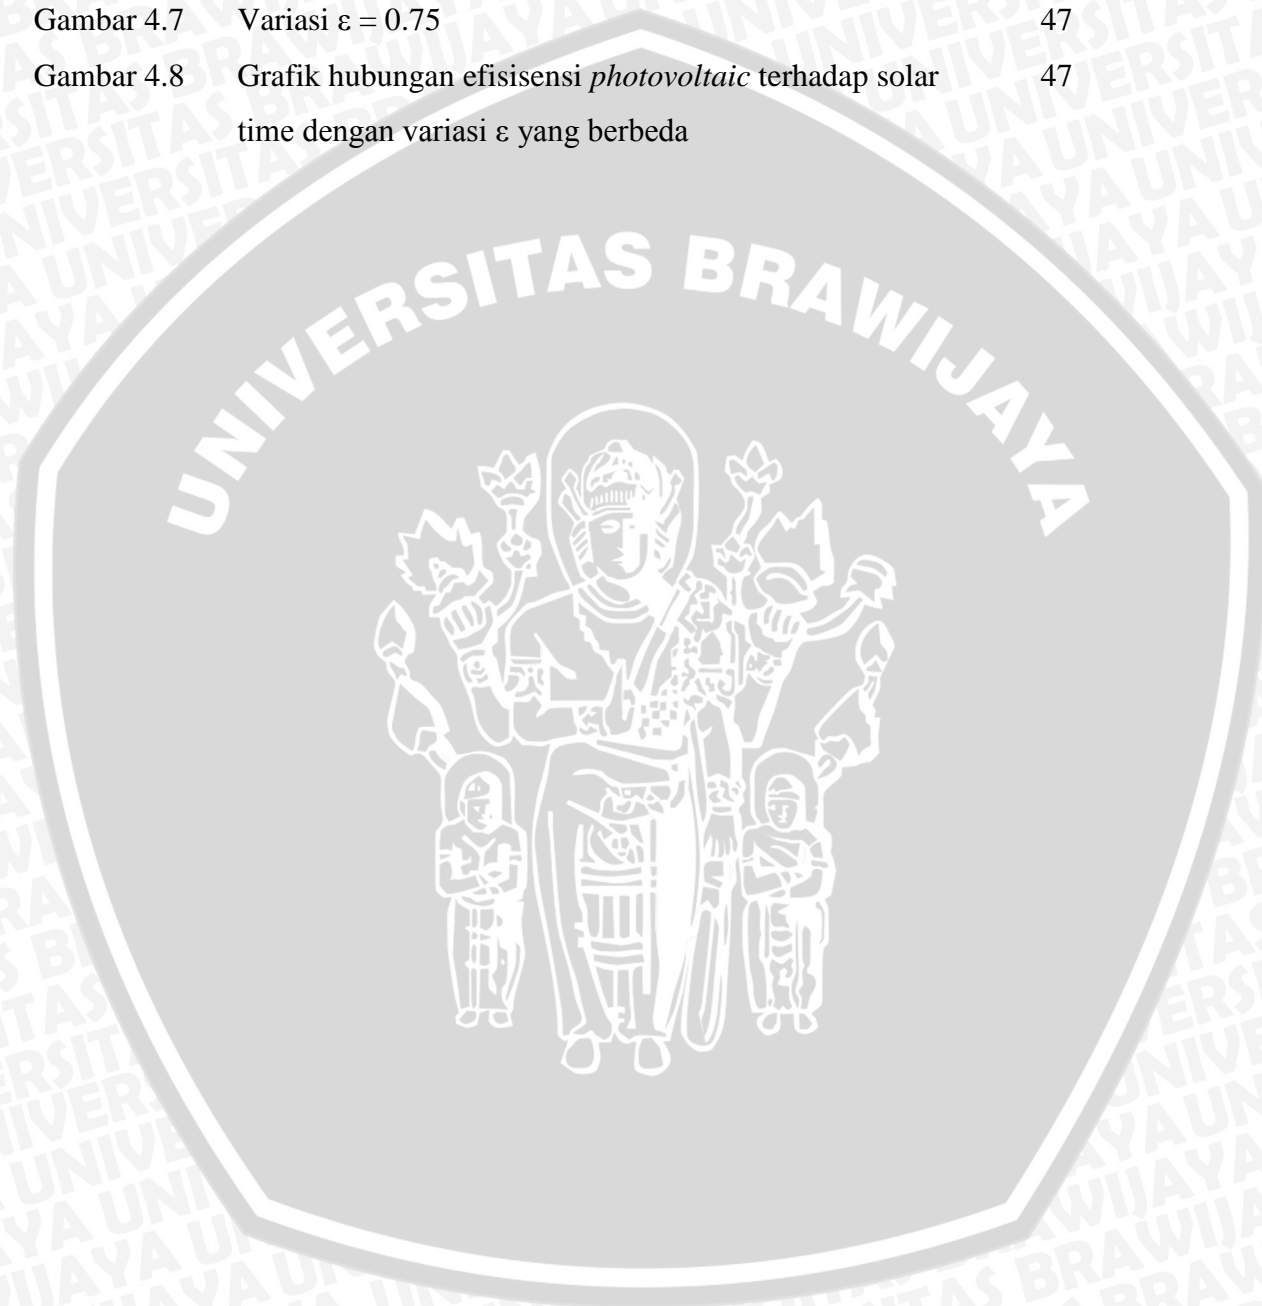 Gambar 4.7 Variasi ε = 0.75 47
Gambar 4.8 Grafik hubungan efisisensi photovoltaic terhadap solar 47
time dengan variasi ε yang berbeda
UNIVERSITAS BRAWIJAYA